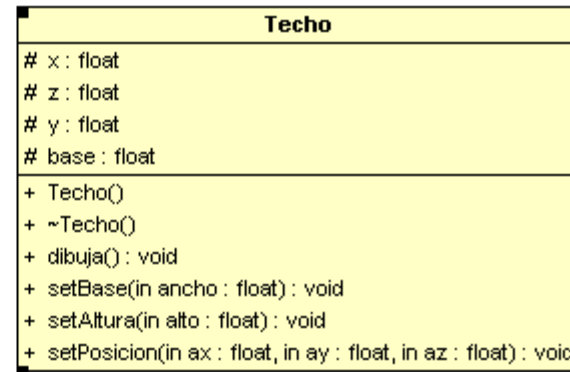 Techo
# x : float
# z : float
# y : float
# base : float
+ Techo()
+ ~Techo()
+ dibuja() : void
+ setBase(in ancho : float) : void
+ setAltura(in alto : float) : void
+ setPosicion(in ax : float, in ay : float, in az : float) : void